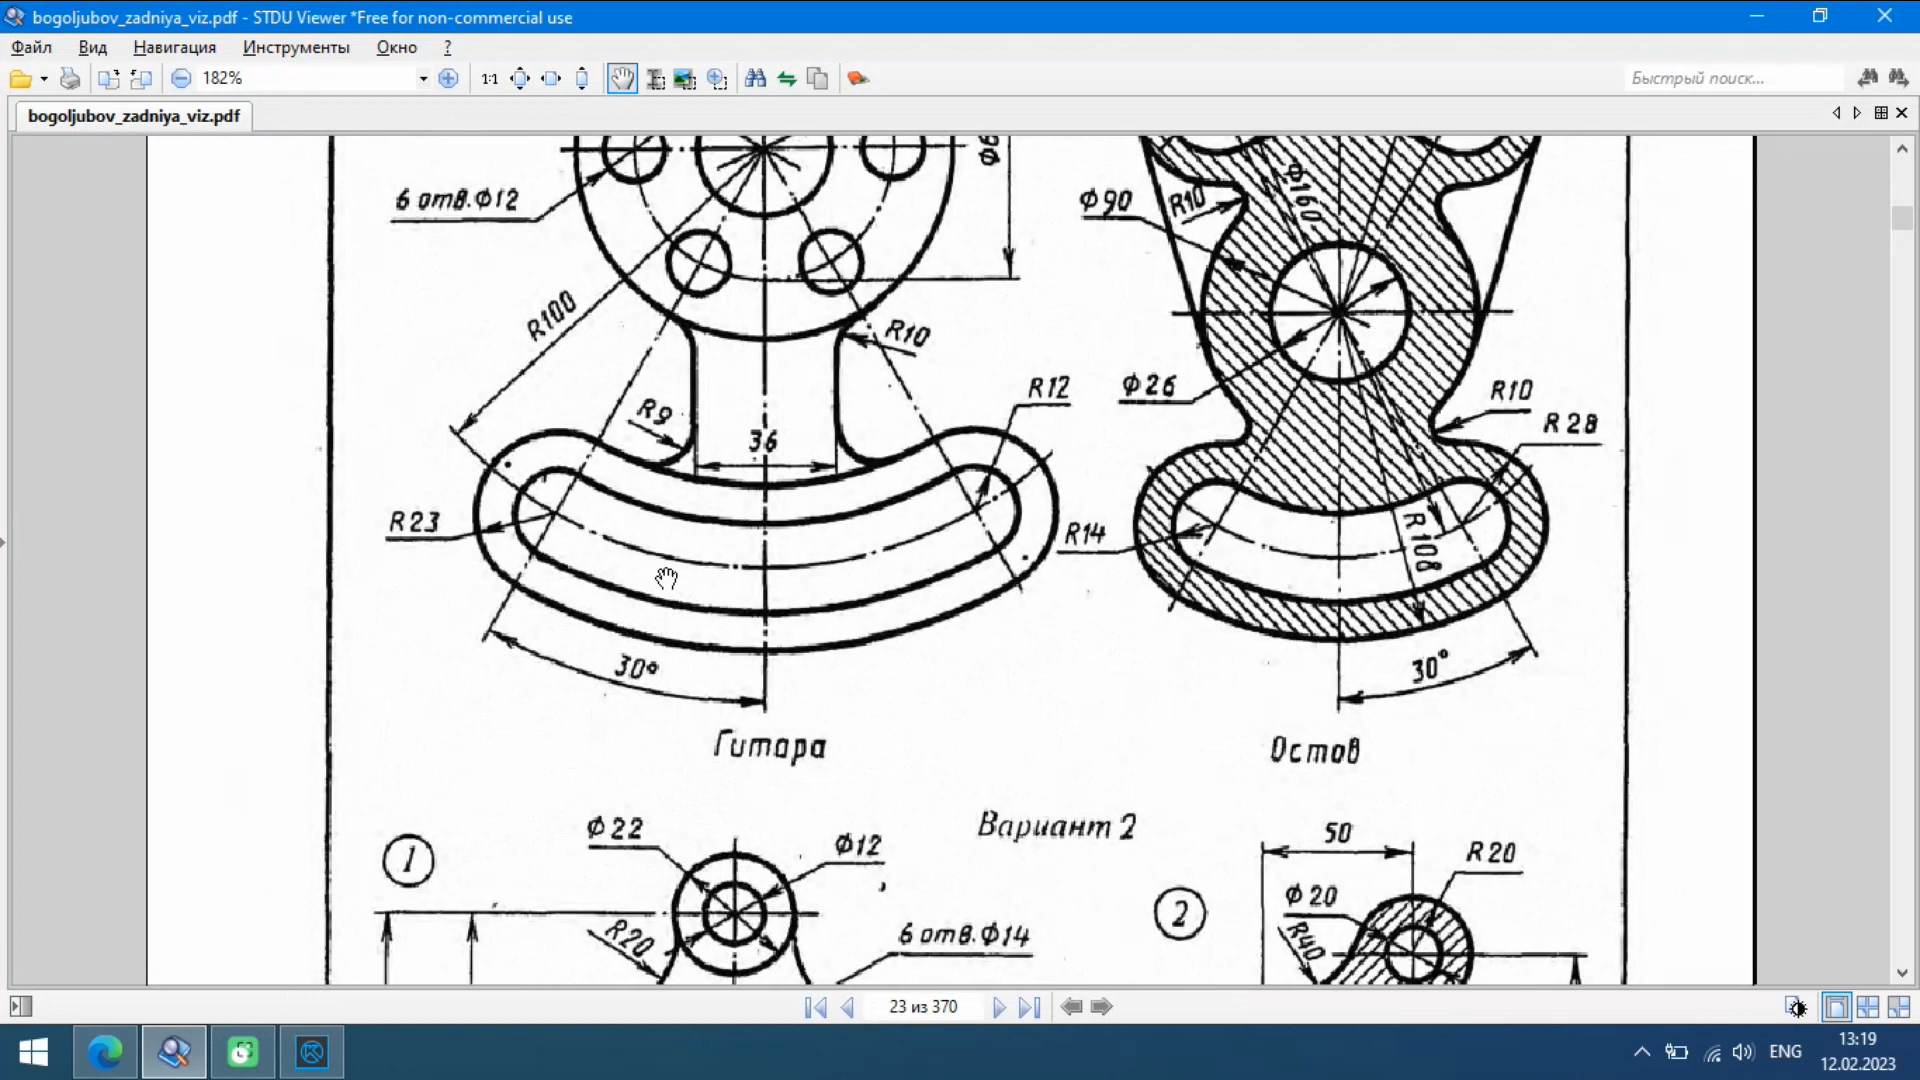 bogoljubov_zadniya_viz.pdf - STDU Viewer *Free for non-commercial use
Файл Вид Навигация Инструменты Окно ?
182% 1:1 Быстрый поиск...
bogoljubov_zadniya_viz.pdf
6 отв.Ф12
R100
R10
R9
36
R12
R23
30°
Гитара
Ф90
R10
Ф160
Ф26
R10
R28
R14
R108
30°
Остов
Вариант 2
1
Ф22
Ф12
R20
6 отв.Ф14
2
50
R20
Ф20
R40
23 из 370
ENG
13:19
12.02.2023